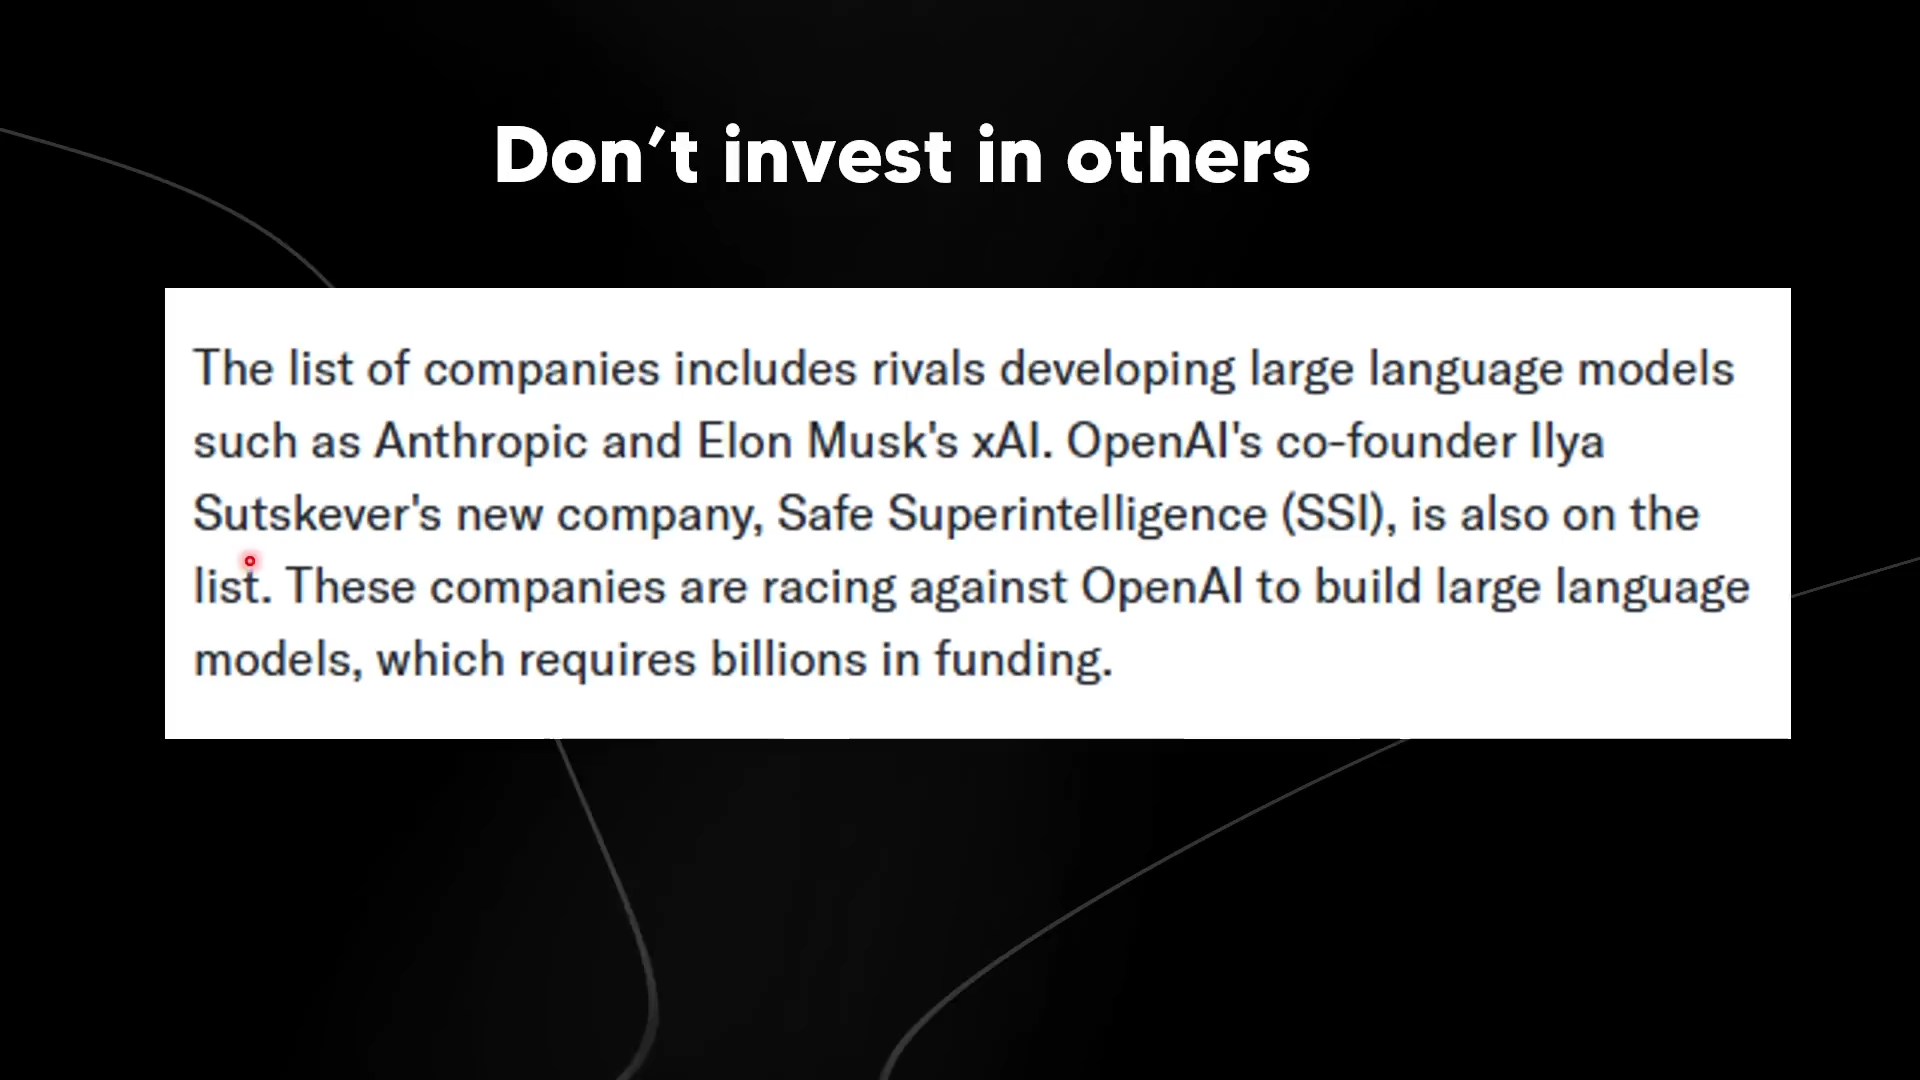 Don’t invest in others
The list of companies includes rivals developing large language models
such as Anthropic and Elon Musk's xAI. OpenAI's co-founder Ilya
Sutskever's new company, Safe Superintelligence (SSI), is also on the
list. These companies are racing against OpenAI to build large language
models, which requires billions in funding.